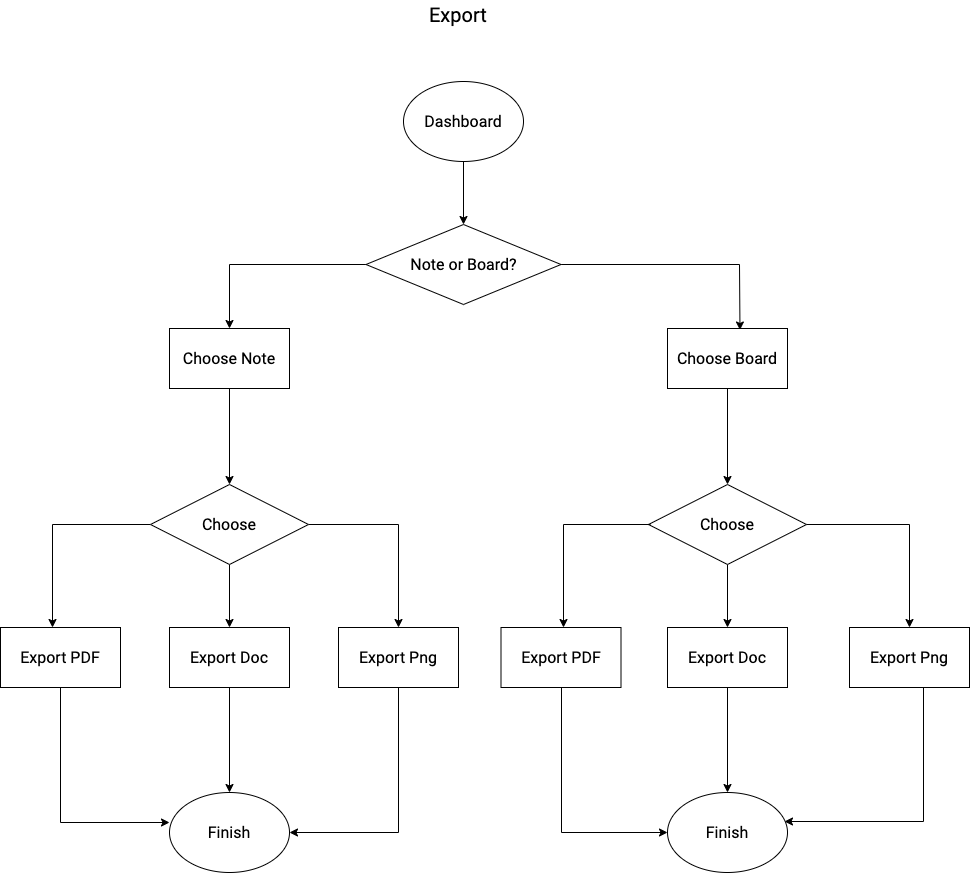 Export
Dashboard
Note or Board?
Choose Note
Choose Board
Choose
Choose
Export PDF
Export Doc
Export Png
Export PDF
Export Doc
Export Png
Finish
Finish